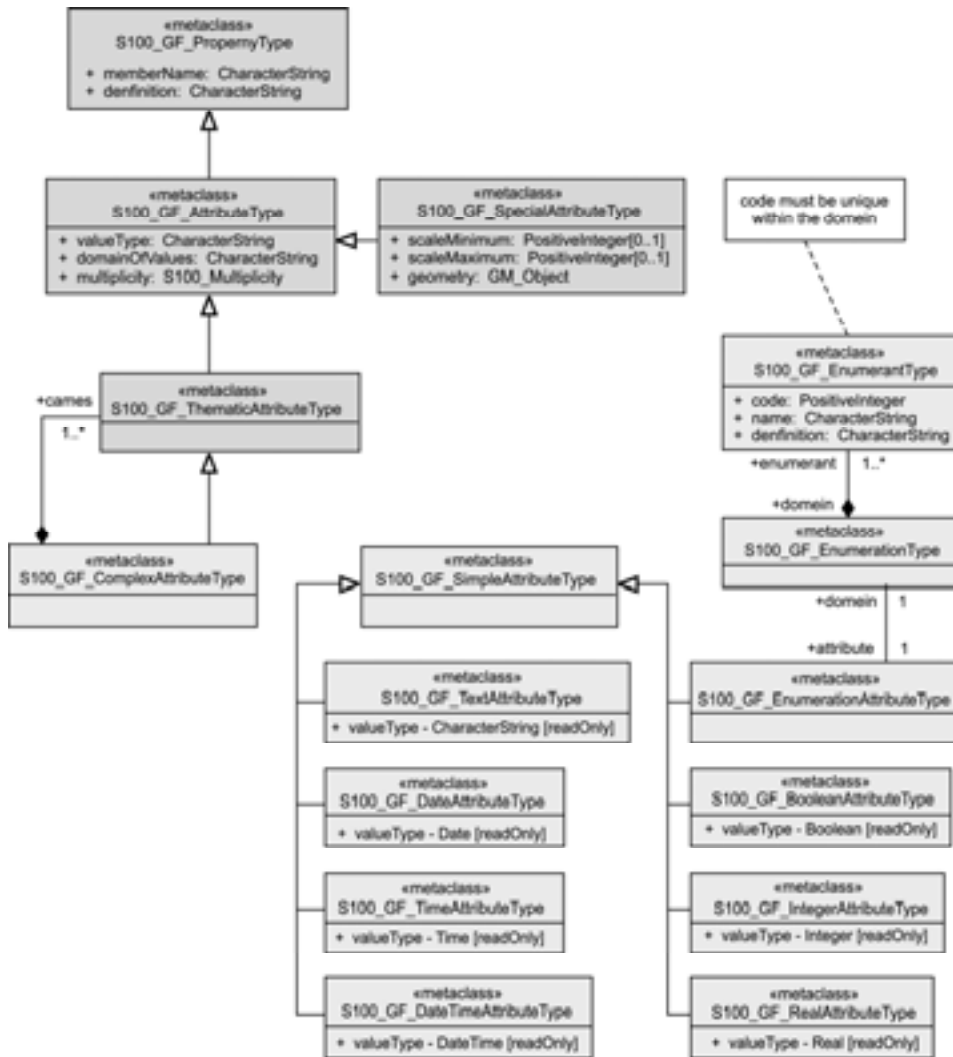 «metaclass»
S100_GF_PropernyType
+ memberName: CharacterString
+ denfinition: CharacterString
«metaclass»
S100_GF_AttributeType
+ valueType: CharacterString
+ domainOfValues: CharacterString
+ multiplicity: S100_Multiplicity
«metaclass»
S100_GF_SpecialAttributeType
+ scaleMinimum: PositiveInteger[0..1]
+ scaleMaximum: PositiveInteger[0..1]
+ geometry: GM_Object
code must be unique
within the domein
«metaclass»
S100_GF_EnumerantType
+ code: PositiveInteger
+ name: CharacterString
+ denfinition: CharacterString
+enumerant 1..*
+domein
«metaclass»
S100_GF_EnumerationType
+domein 1
+attribute 1
«metaclass»
S100_GF_EnumerationAttributeType
+cames
1..*
«metaclass»
S100_GF_ThematicAttributeType
«metaclass»
S100_GF_ComplexAttributeType
«metaclass»
S100_GF_SimpleAttributeType
«metaclass»
S100_GF_TextAttributeType
+ valueType - CharacterString [readOnly]
«metaclass»
S100_GF_DateAttributeType
+ valueType - Date [readOnly]
«metaclass»
S100_GF_BooleanAttributeType
+ valueType - Boolean [readOnly]
«metaclass»
S100_GF_TimeAttributeType
+ valueType - Time [readOnly]
«metaclass»
S100_GF_IntegerAttributeType
+ valueType - Integer [readOnly]
«metaclass»
S100_GF_DateTimeAttributeType
+ valueType - DateTime [readOnly]
«metaclass»
S100_GF_RealAttributeType
+ valueType - Real [readOnly]